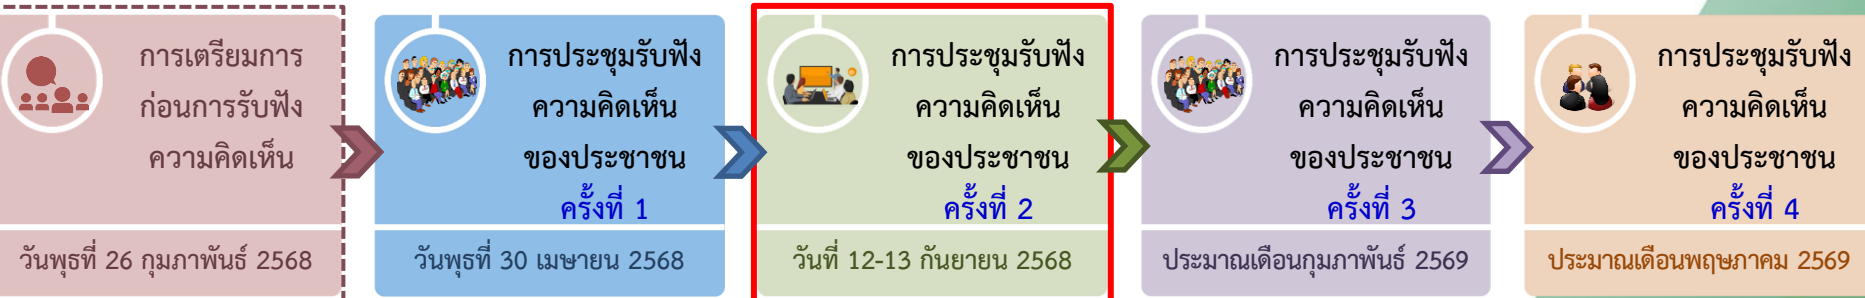 การเตรียมการ
ก่อนการรับฟัง
ความคิดเห็น
วันพุธที่ 26 กุมภาพันธ์ 2568
การประชุมรับฟัง
ความคิดเห็น
ของประชาชน
ครั้งที่ 1
วันพุธที่ 30 เมษายน 2568
การประชุมรับฟัง
ความคิดเห็น
ของประชาชน
ครั้งที่ 2
วันที่ 12-13 กันยายน 2568
การประชุมรับฟัง
ความคิดเห็น
ของประชาชน
ครั้งที่ 3
ประมาณเดือนกุมภาพันธ์ 2569
การประชุมรับฟัง
ความคิดเห็น
ของประชาชน
ครั้งที่ 4
ประมาณเดือนพฤษภาคม 2569